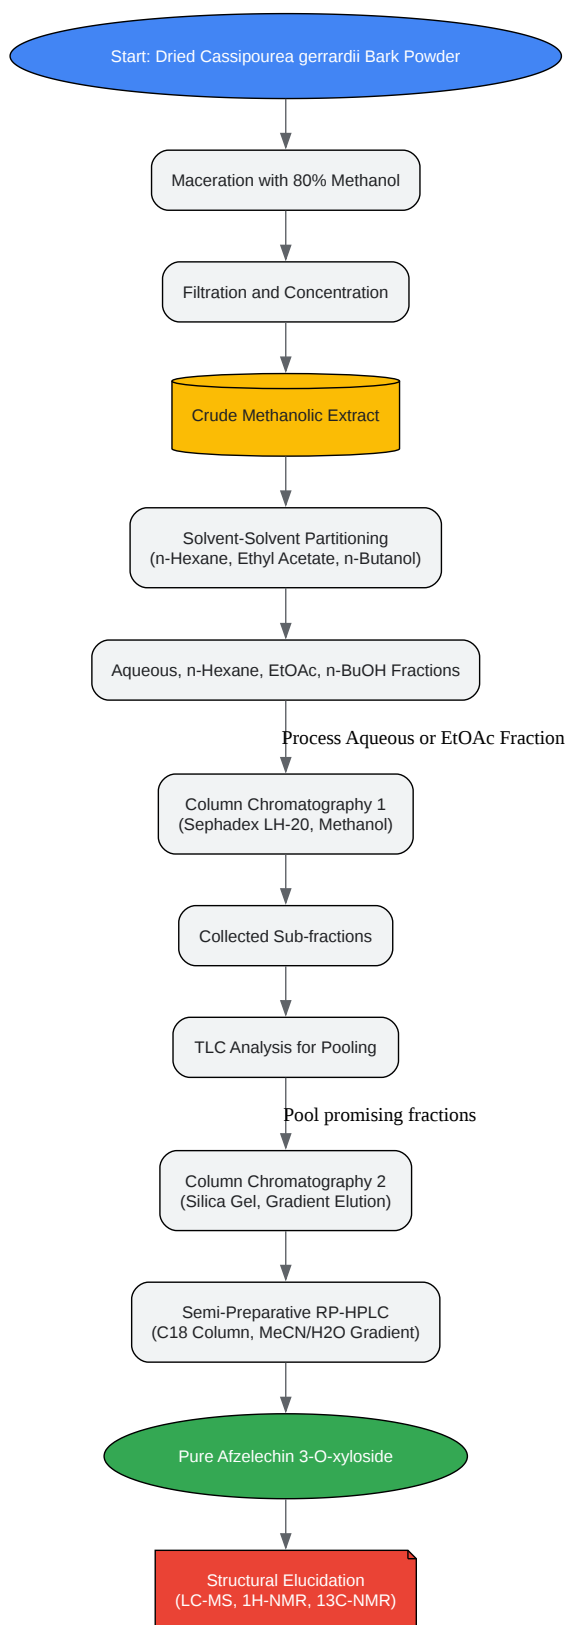 Start: Dried Cassipourea gerrardii Bark Powder
Maceration with 80% Methanol
Filtration and Concentration
Crude Methanolic Extract
Solvent-Solvent Partitioning
(n-Hexane, Ethyl Acetate, n-Butanol)
Aqueous, n-Hexane, EtOAc, n-BuOH Fractions
Process Aqueous or EtOAc Fraction
Column Chromatography 1
(Sephadex LH-20, Methanol)
Collected Sub-fractions
TLC Analysis for Pooling
Pool promising fractions
Column Chromatography 2
(Silica Gel, Gradient Elution)
Semi-Preparative RP-HPLC
(C18 Column, MeCN/H2O Gradient)
Pure Afzelechin 3-O-xyloside
Structural Elucidation
(LC-MS, 1H-NMR, 13C-NMR)